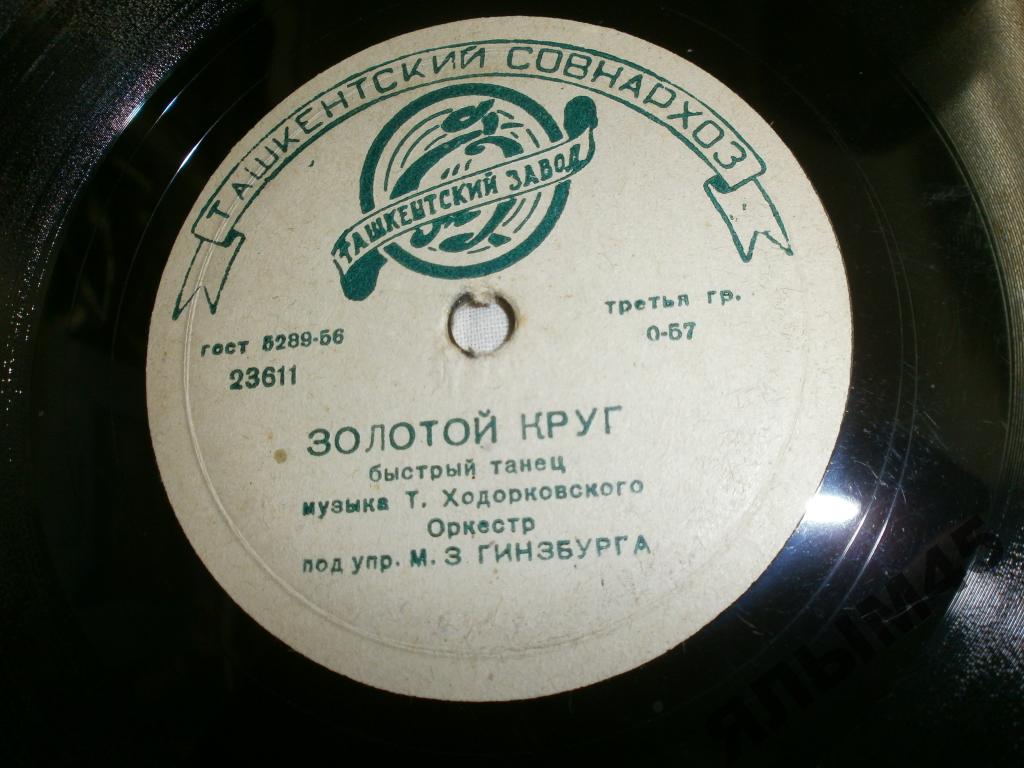 ТАШКЕНТСКИЙ СОВНАРХОЗ
ТАШКЕНТСКИЙ ЗАВОД
гост 5289-56
23611
третья гр.
0-57
ЗОЛОТОЙ КРУГ
быстрый танец
музыка Т. Ходорковского
Оркестр
под упр. М. З ГИНЗБУРГА
ЯЛЫМ45